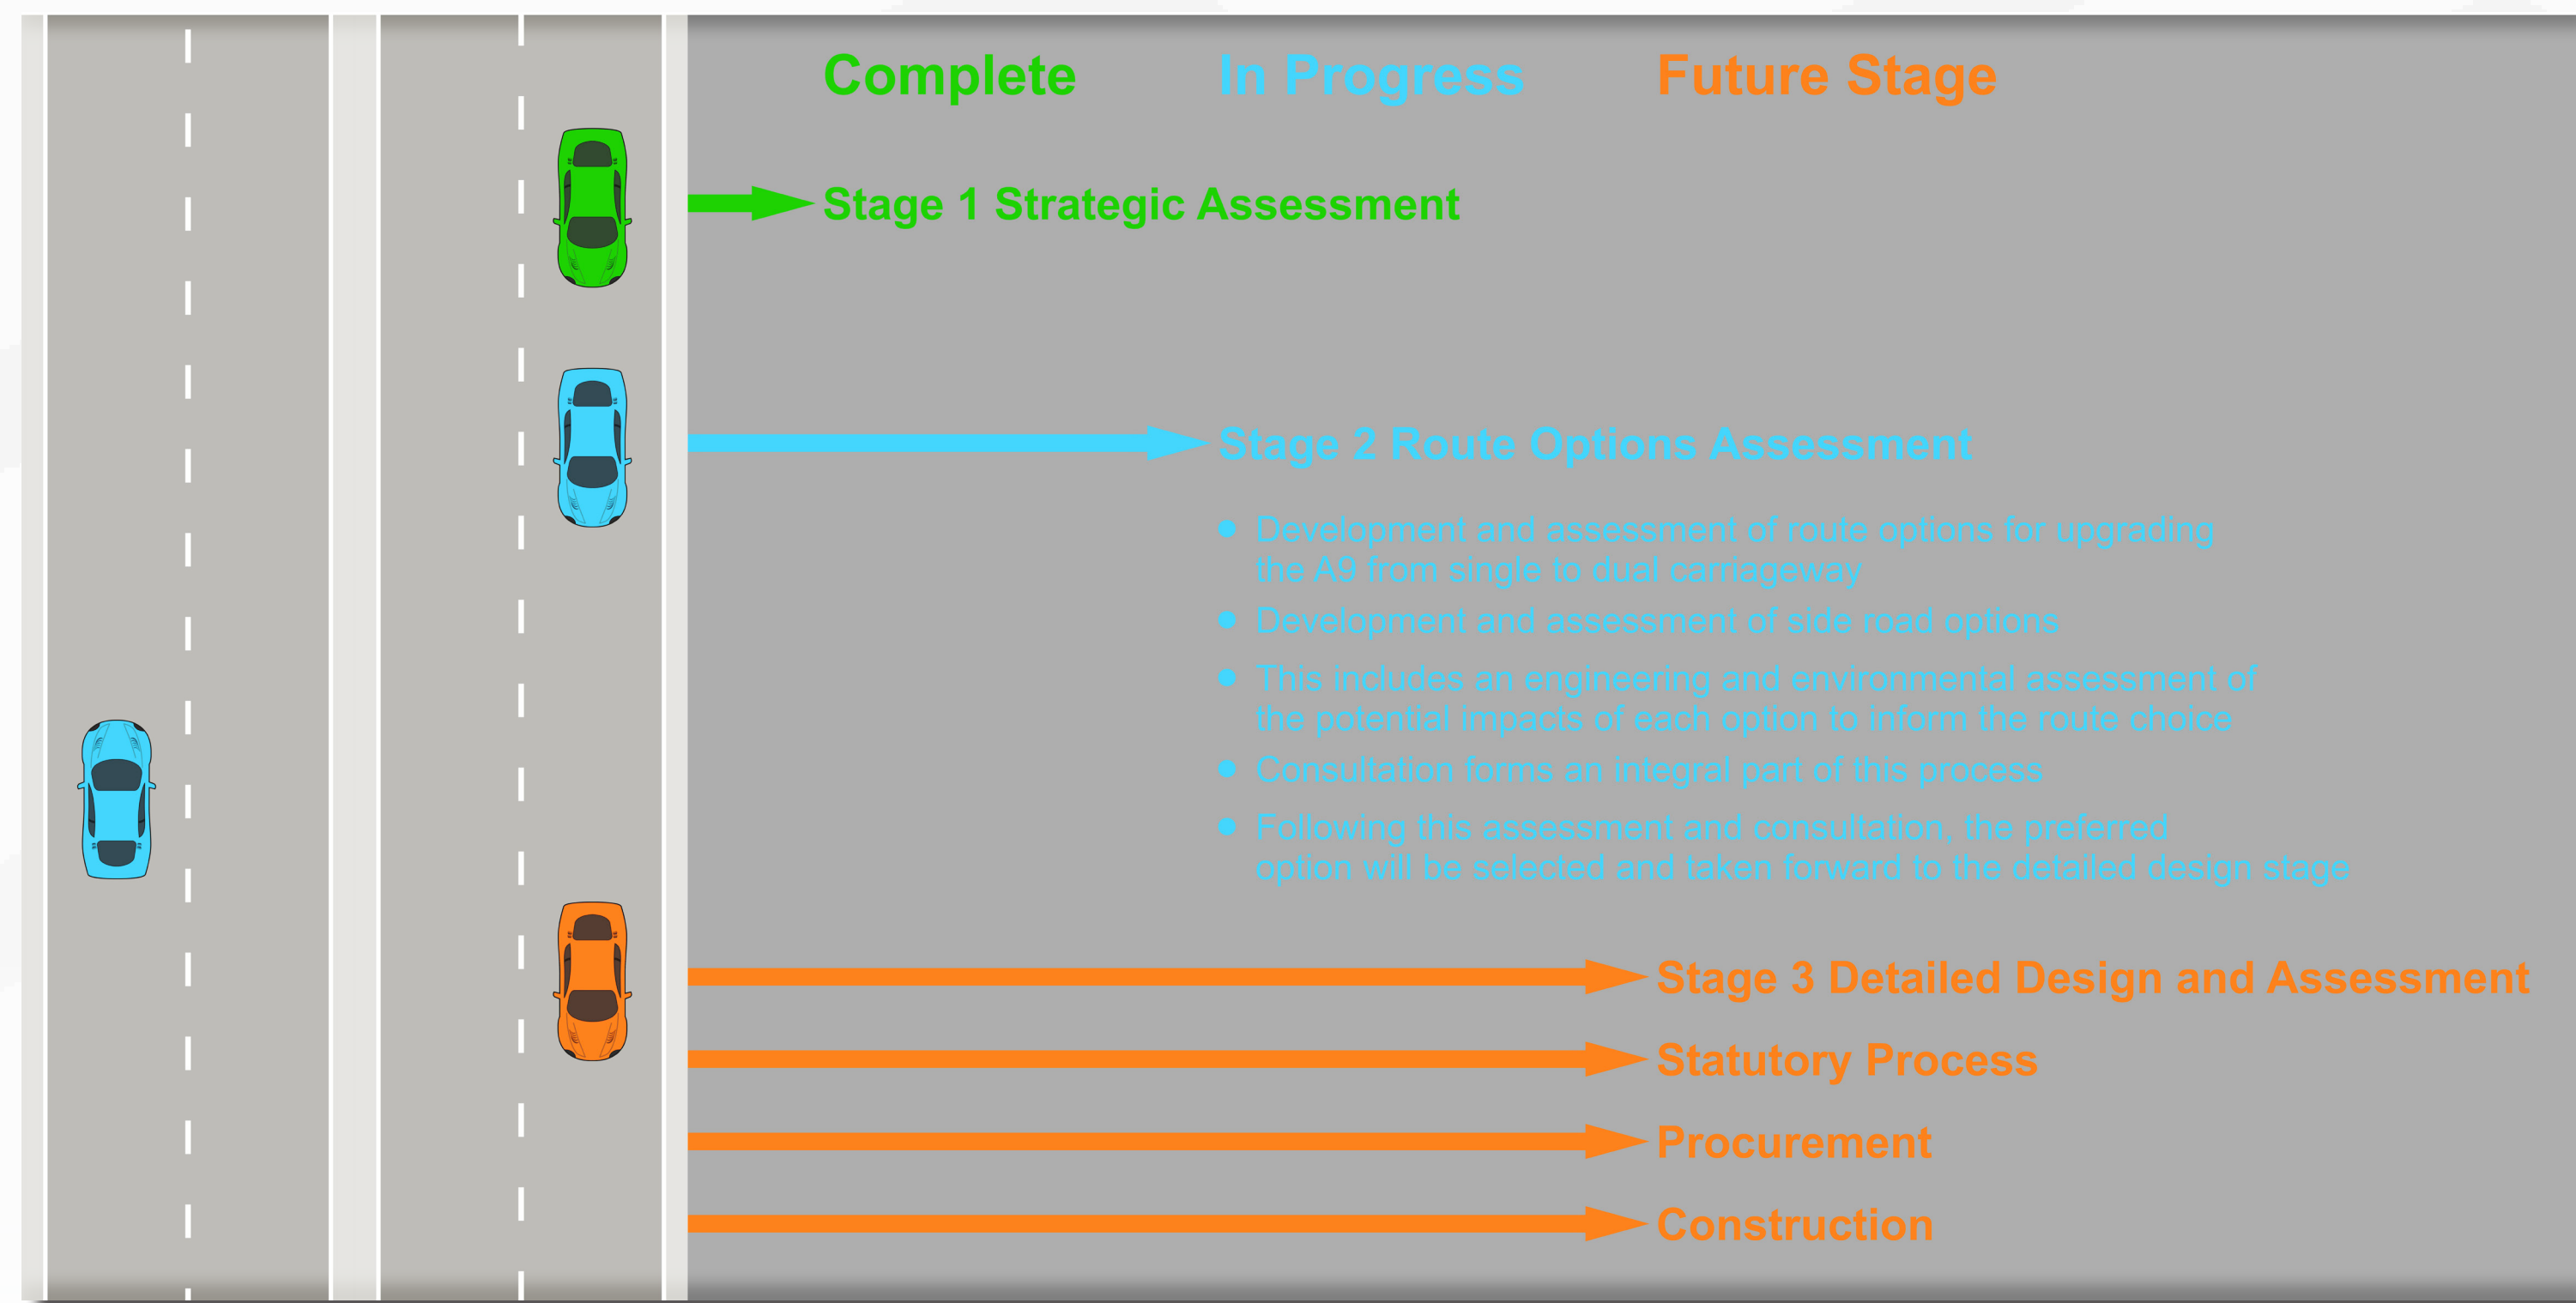 Complete In Progress Future Stage
Stage 1 Strategic Assessment
Stage 2 Route Options Assessment
● Development and assessment of route options for upgrading
the A9 from single to dual carriageway
● Development and assessment of side road options
● This includes an engineering and environmental assessment of
the potential impacts of each option to inform the route choice
● Consultation forms an integral part of this process
● Following this assessment and consultation, the preferred
option will be selected and taken forward to the detailed design stage
Stage 3 Detailed Design and Assessment
Statutory Process
Procurement
Construction